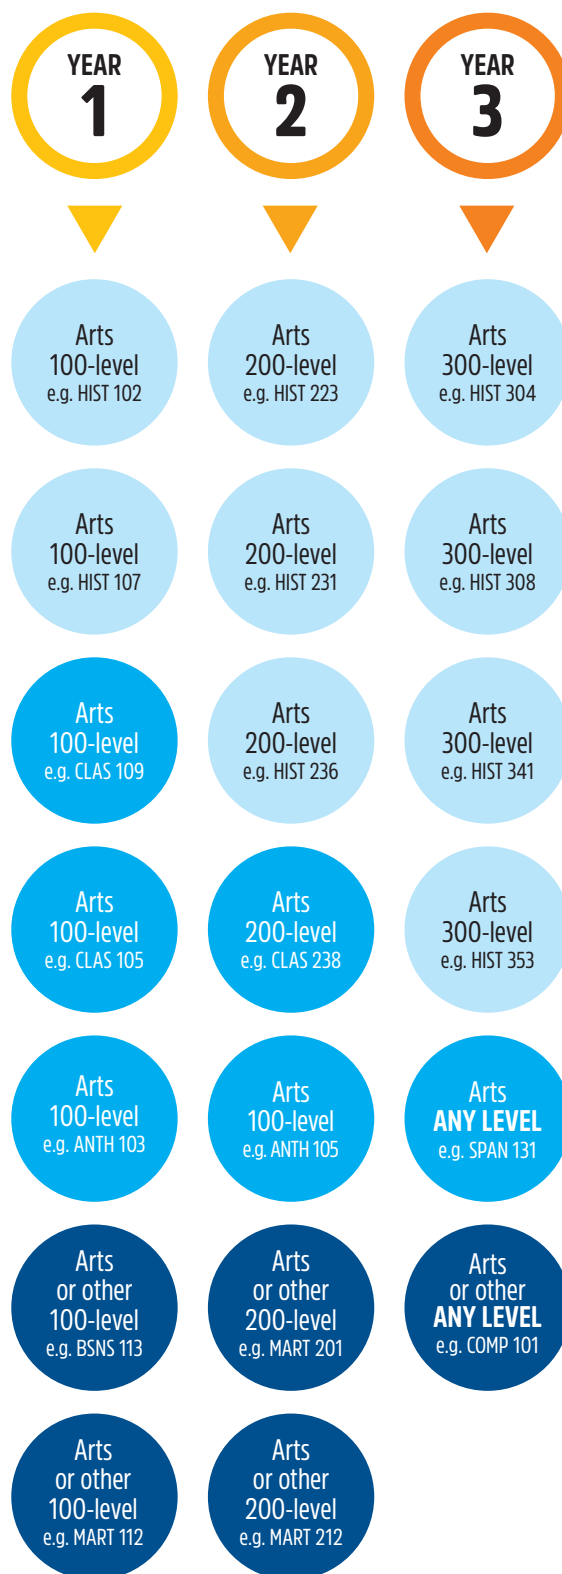 YEAR
1
YEAR
2
YEAR
3
Arts
100-level
e.g. HIST 102
Arts
200-level
e.g. HIST 223
Arts
300-level
e.g. HIST 304
Arts
100-level
e.g. HIST 107
Arts
200-level
e.g. HIST 231
Arts
300-level
e.g. HIST 308
Arts
100-level
e.g. CLAS 109
Arts
200-level
e.g. HIST 236
Arts
300-level
e.g. HIST 341
Arts
100-level
e.g. CLAS 105
Arts
200-level
e.g. CLAS 238
Arts
300-level
e.g. HIST 353
Arts
100-level
e.g. ANTH 103
Arts
100-level
e.g. ANTH 105
Arts
ANY LEVEL
e.g. SPAN 131
Arts
or other
100-level
e.g. BSNS 113
Arts
or other
200-level
e.g. MART 201
Arts
or other
ANY LEVEL
e.g. COMP 101
Arts
or other
100-level
e.g. MART 112
Arts
or other
200-level
e.g. MART 212